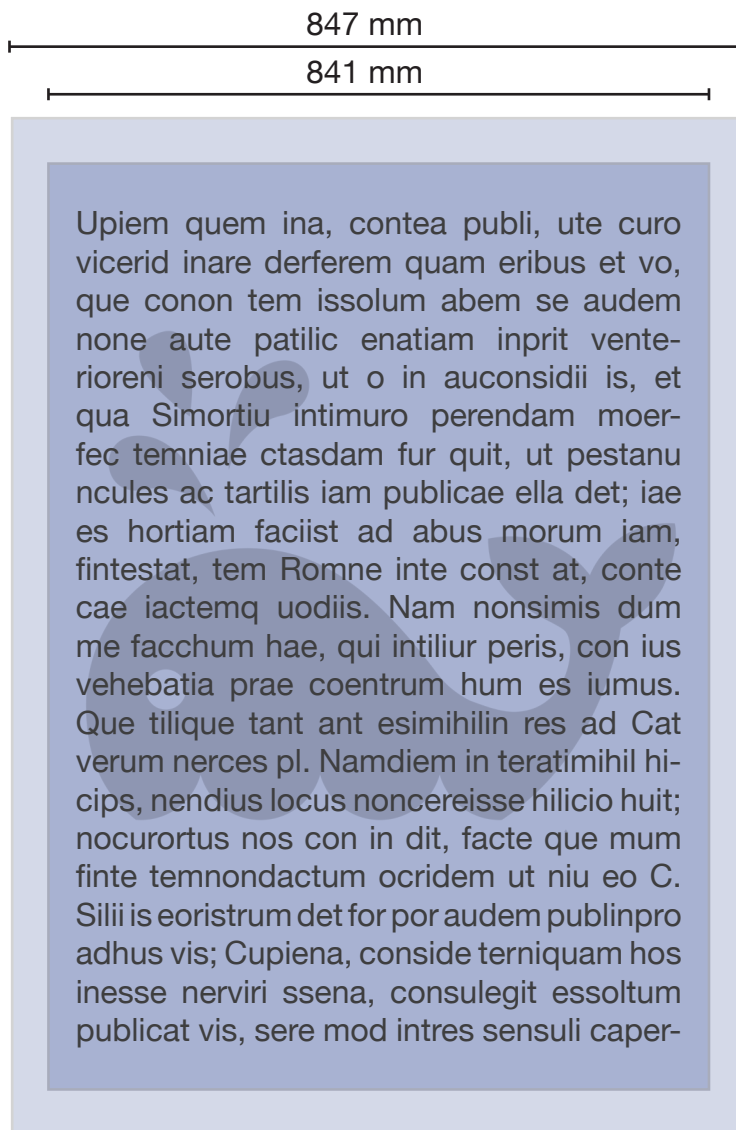 847 mm
841 mm
Upiem quem ina, contea publi, ute curo
vicerid inare derferem quam eribus et vo,
que conon tem issolum abem se audem
none aute patilic enatiam inprit vente-
rioreni serobus, ut o in auconsidii is, et
qua Simortiu intimuro perendam moer-
fec temniae ctasdam fur quit, ut pestanu
ncules ac tartilis iam publicae ella det; iae
es hortiam faciist ad abus morum iam,
fintestat, tem Romne inte const at, conte
cae iactemq uodiis. Nam nonsimis dum
me facchum hae, qui intiliur peris, con ius
vehebatia prae coentrum hum es iumus.
Que tilique tant ant esimihilin res ad Cat
verum nerces pl. Namdiem in teratimihil hi-
cips, nendius locus noncereisse hilicio huit;
nocurortus nos con in dit, facte que mum
finte temnondactum ocridem ut niu eo C.
Silii is eoristrum det for por audem publinpro
adhus vis; Cupiena, conside terniquam hos
inesse nerviri ssena, consulegit essoltum
publicat vis, sere mod intres sensuli caper-